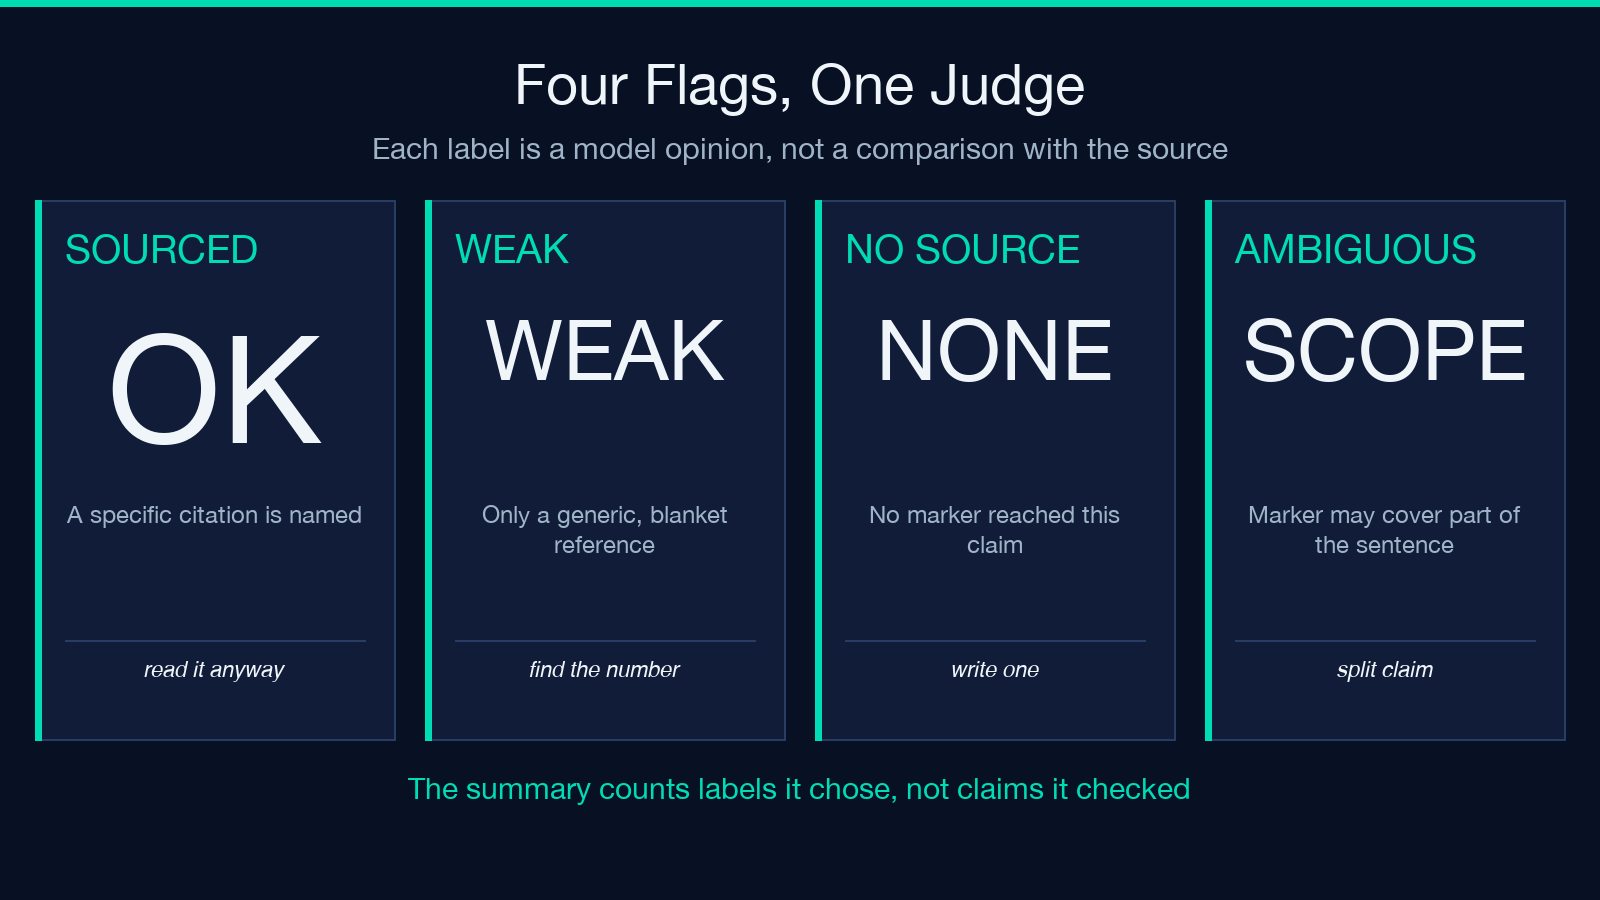 Four Flags, One Judge
Each label is a model opinion, not a comparison with the source
SOURCED
OK
A specific citation is named
read it anyway
WEAK
WEAK
Only a generic, blanket
reference
find the number
NO SOURCE
NONE
No marker reached this
claim
write one
AMBIGUOUS
SCOPE
Marker may cover part of
the sentence
split claim
The summary counts labels it chose, not claims it checked